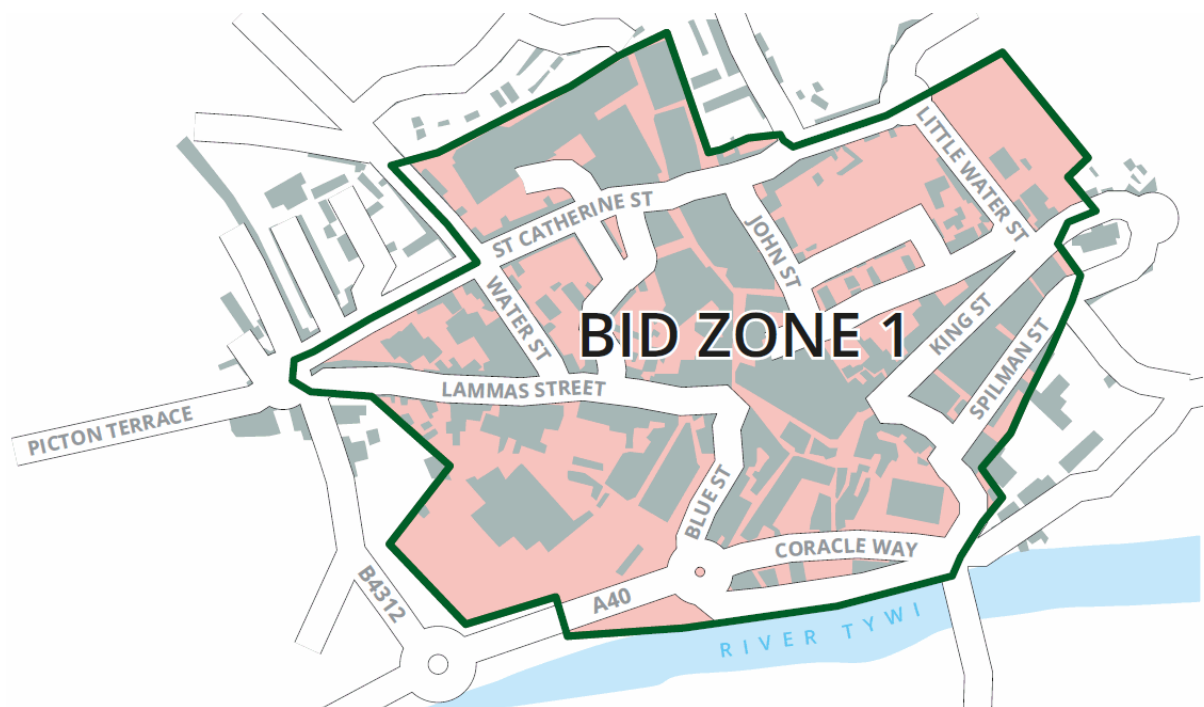 LITTLE WATER ST
ST CATHERINE ST
JOHN ST
WATER ST
BID ZONE 1
KING ST
SPILMAN ST
LAMMAS STREET
PICTON TERRACE
BLUE ST
CORACLE WAY
B4312
A40
RIVER TYWI